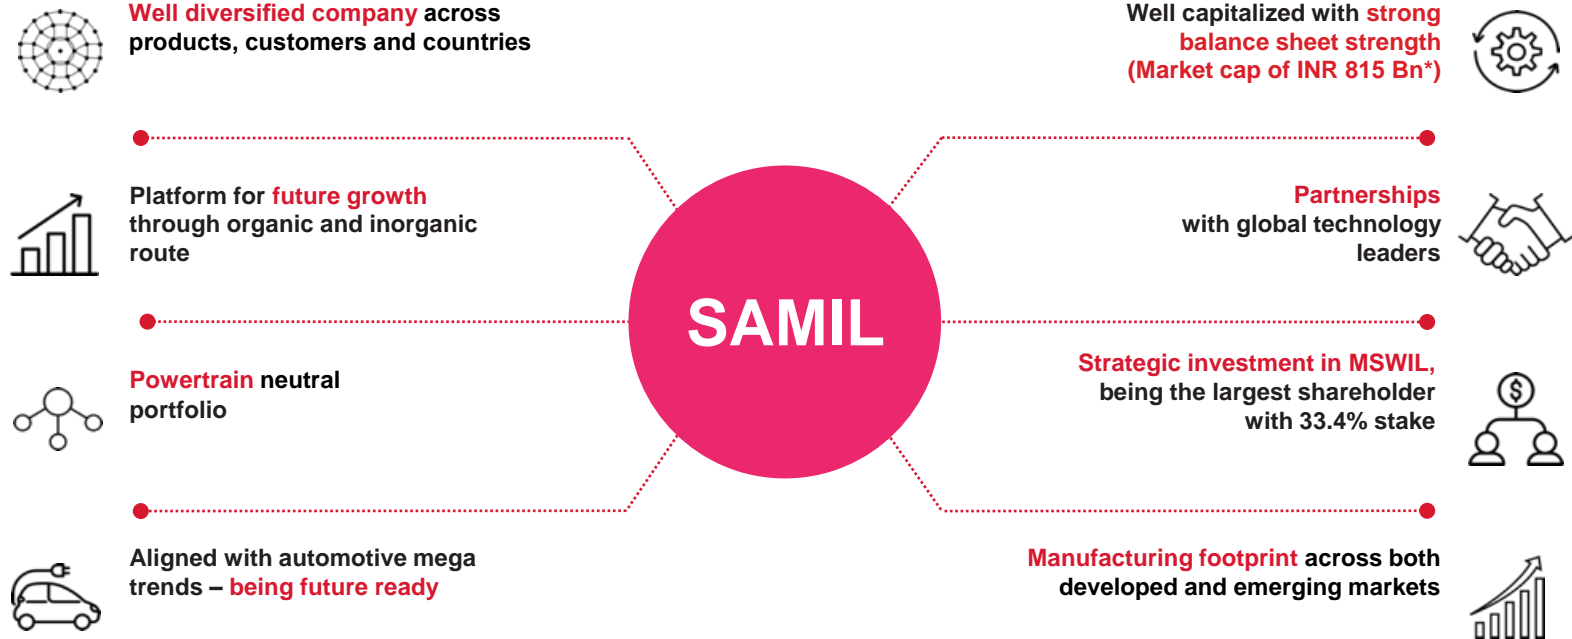 Well diversified company across
products, customers and countries
Platform for future growth
through organic and inorganic
route
Powertrain neutral
portfolio
Aligned with automotive mega
trends – being future ready
SAMIL
Well capitalized with strong
balance sheet strength
(Market cap of INR 815 Bn*)
Partnerships
with global technology
leaders
Strategic investment in MSWIL,
being the largest shareholder
with 33.4% stake
$
Manufacturing footprint across both
developed and emerging markets